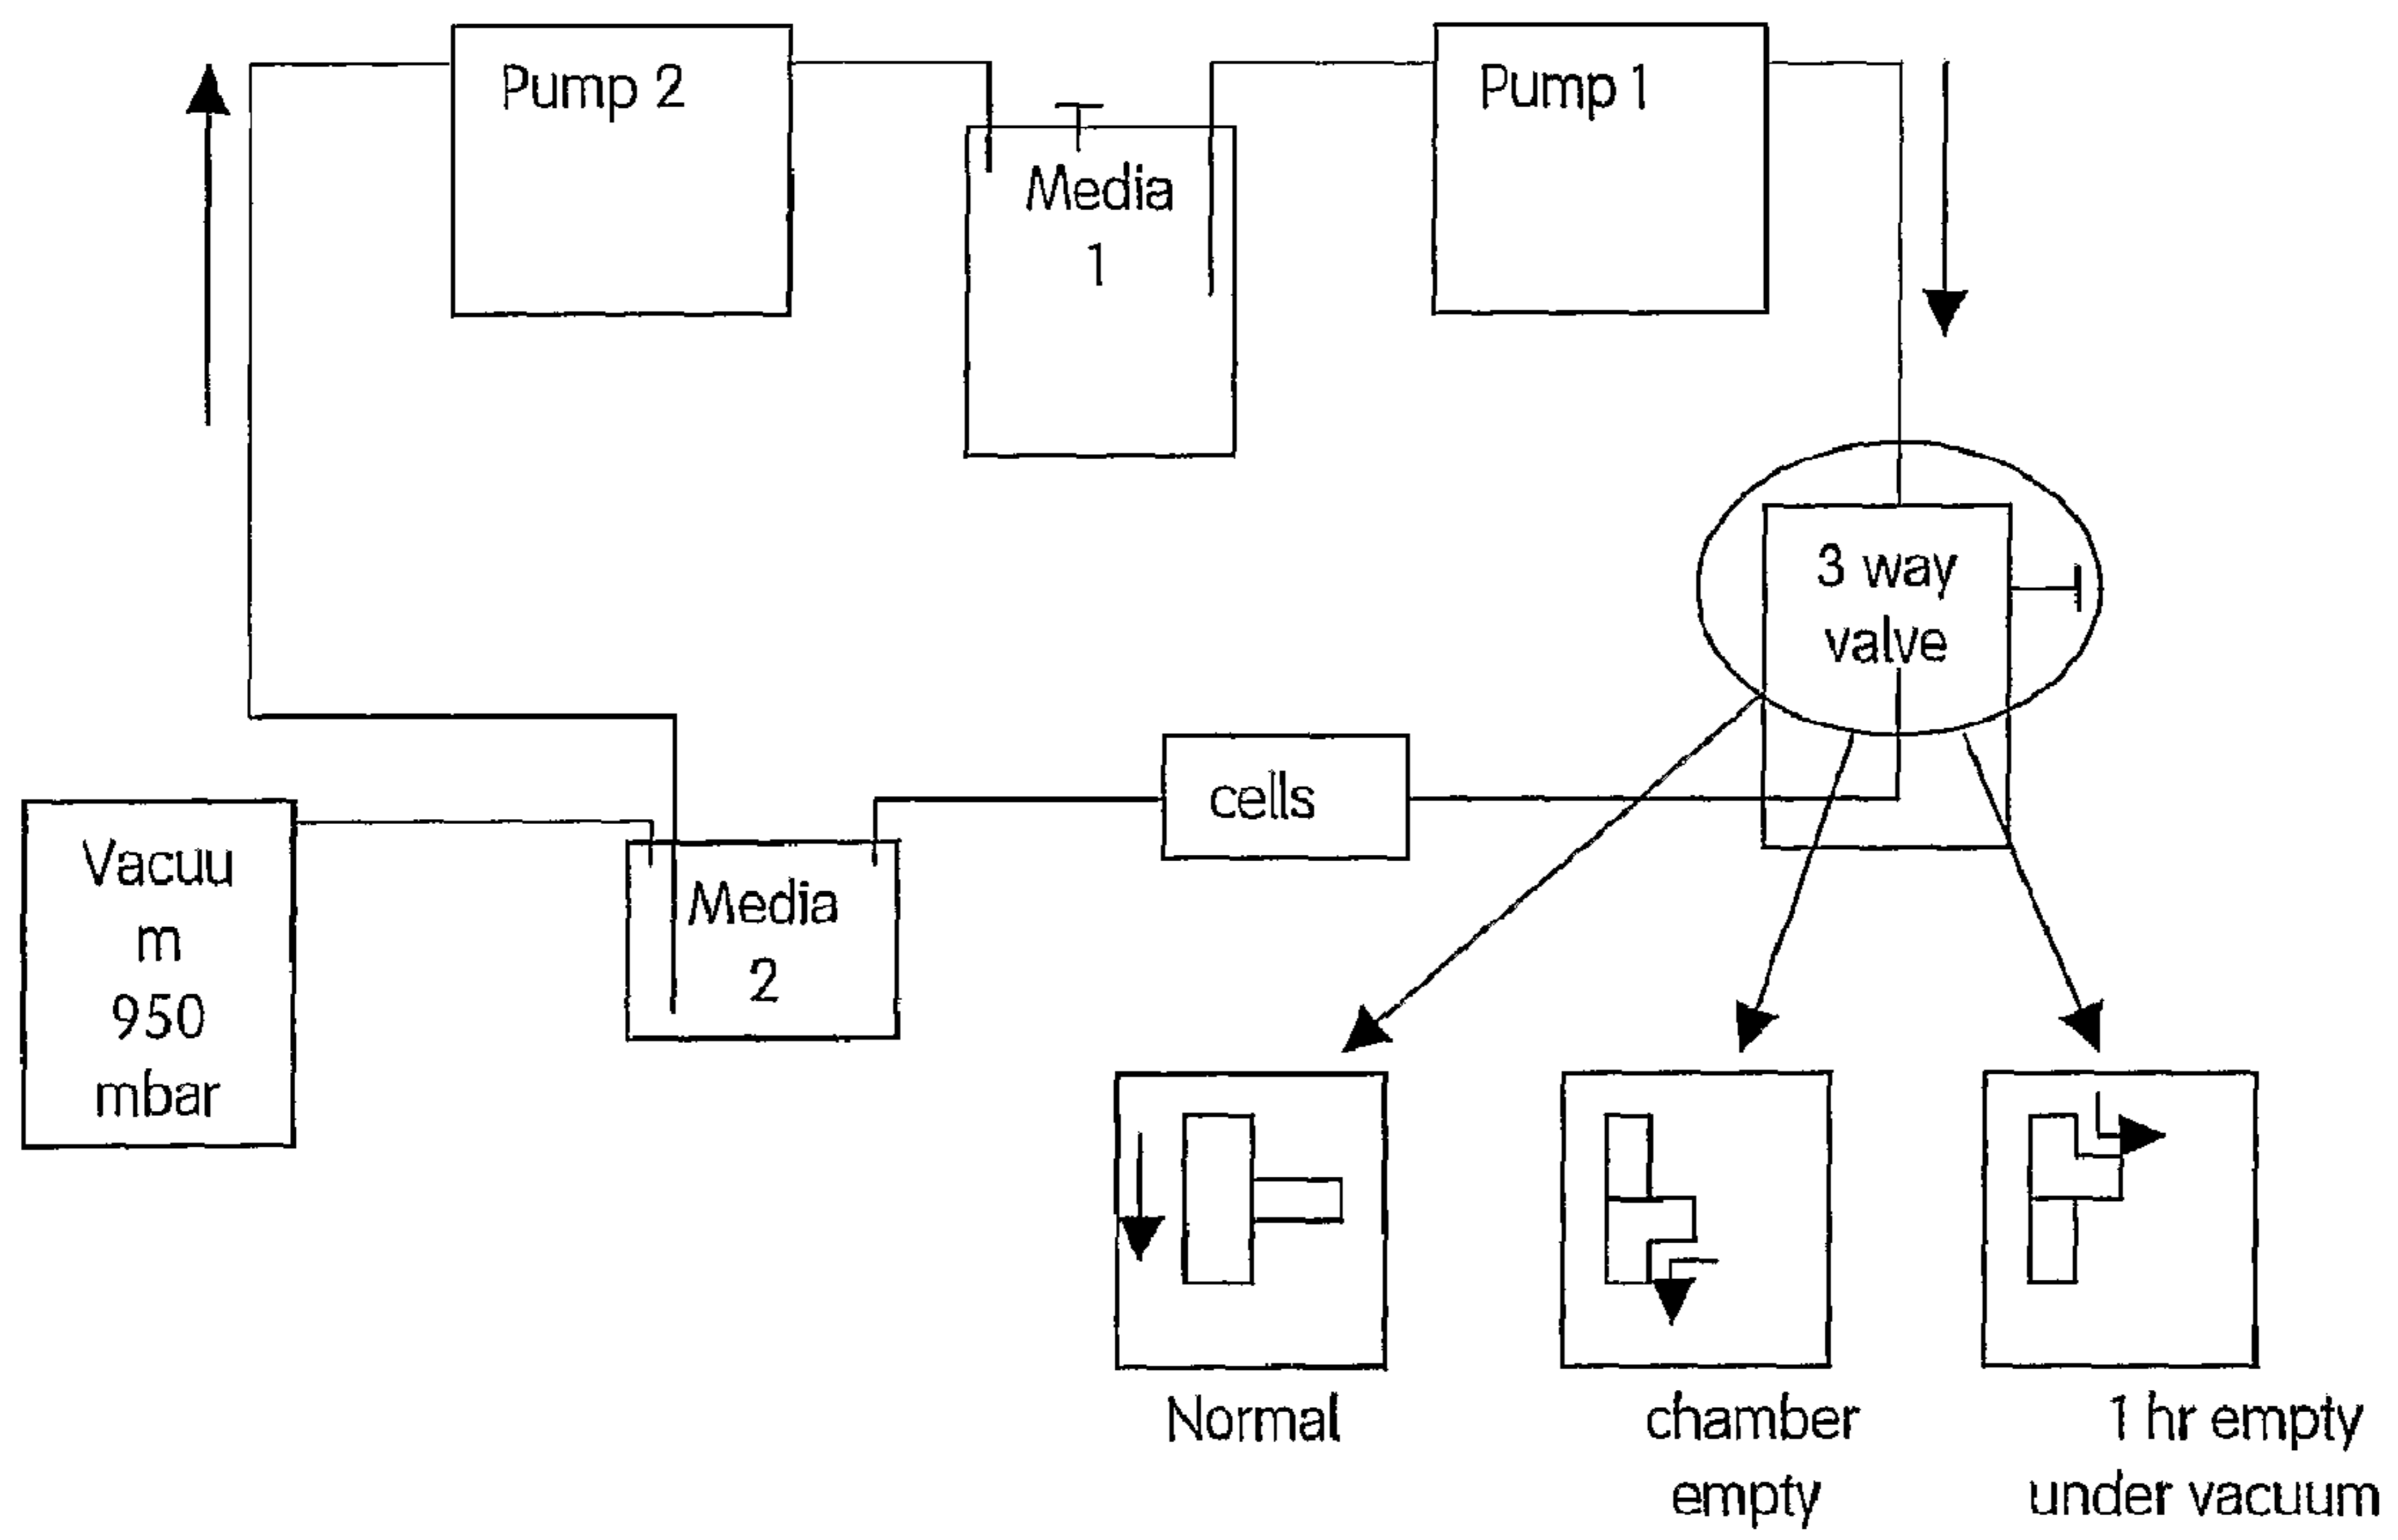 Pump 2
Pump 1
Media
1
3 way
valve
cells
Vacuu
m
950
mbar
Media
2
Normal
chamber
empty
1 hr empty
under vacuum